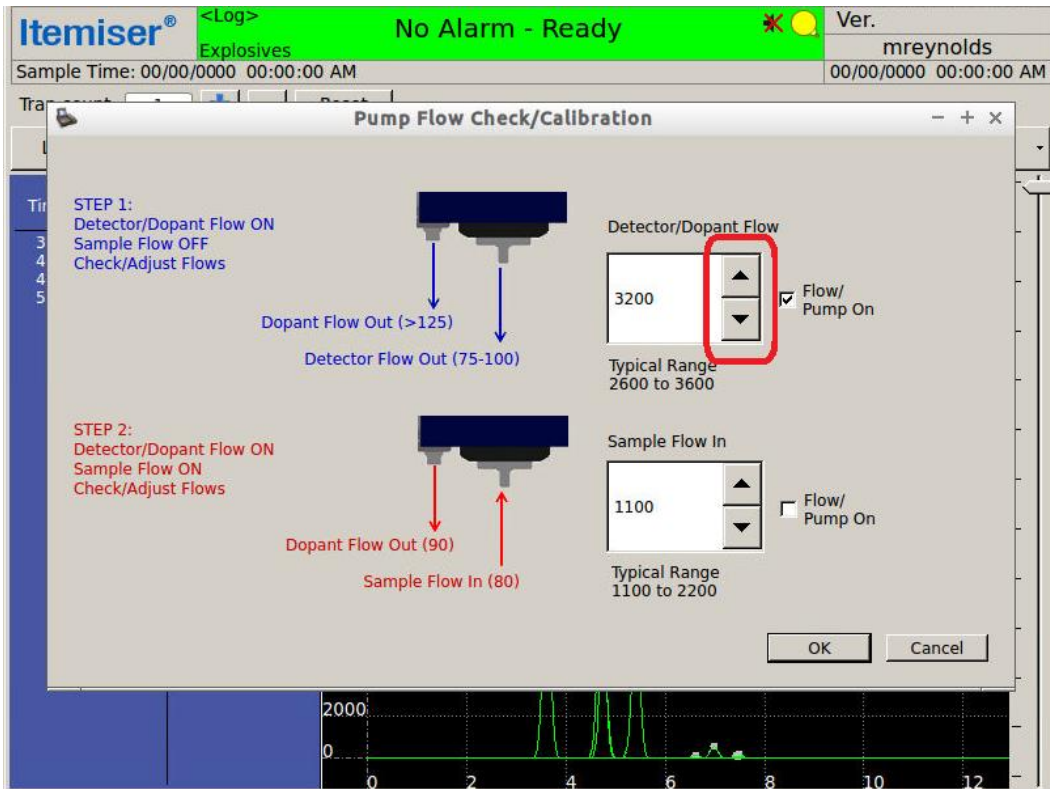 Itemiser®
<Log>
Explosives
No Alarm - Ready
Ver.
mreynolds
Sample Time: 00/00/0000 00:00:00 AM
00/00/0000 00:00:00 AM
Pump Flow Check/Calibration
STEP 1:
Detector/Dopant Flow ON
Sample Flow OFF
Check/Adjust Flows
Dopant Flow Out (>125)
Detector Flow Out (75-100)
Detector/Dopant Flow
3200
Flow/
Pump On
Typical Range
2600 to 3600
STEP 2:
Detector/Dopant Flow ON
Sample Flow ON
Check/Adjust Flows
Dopant Flow Out (90)
Sample Flow In (80)
Sample Flow In
1100
Flow/
Pump On
Typical Range
1100 to 2200
OK
Cancel
2000
0
0 2 4 6 8 10 12